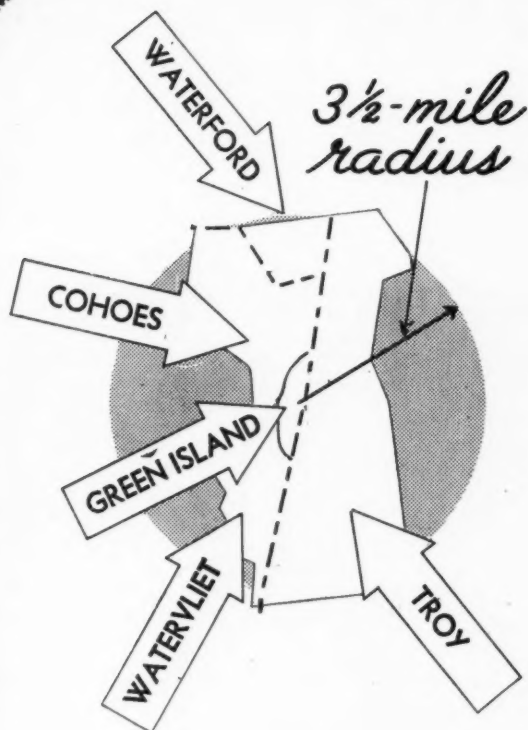 WATERFORD
3½-mile
radius
COHOES
GREEN ISLAND
WATERVLIET
TROY